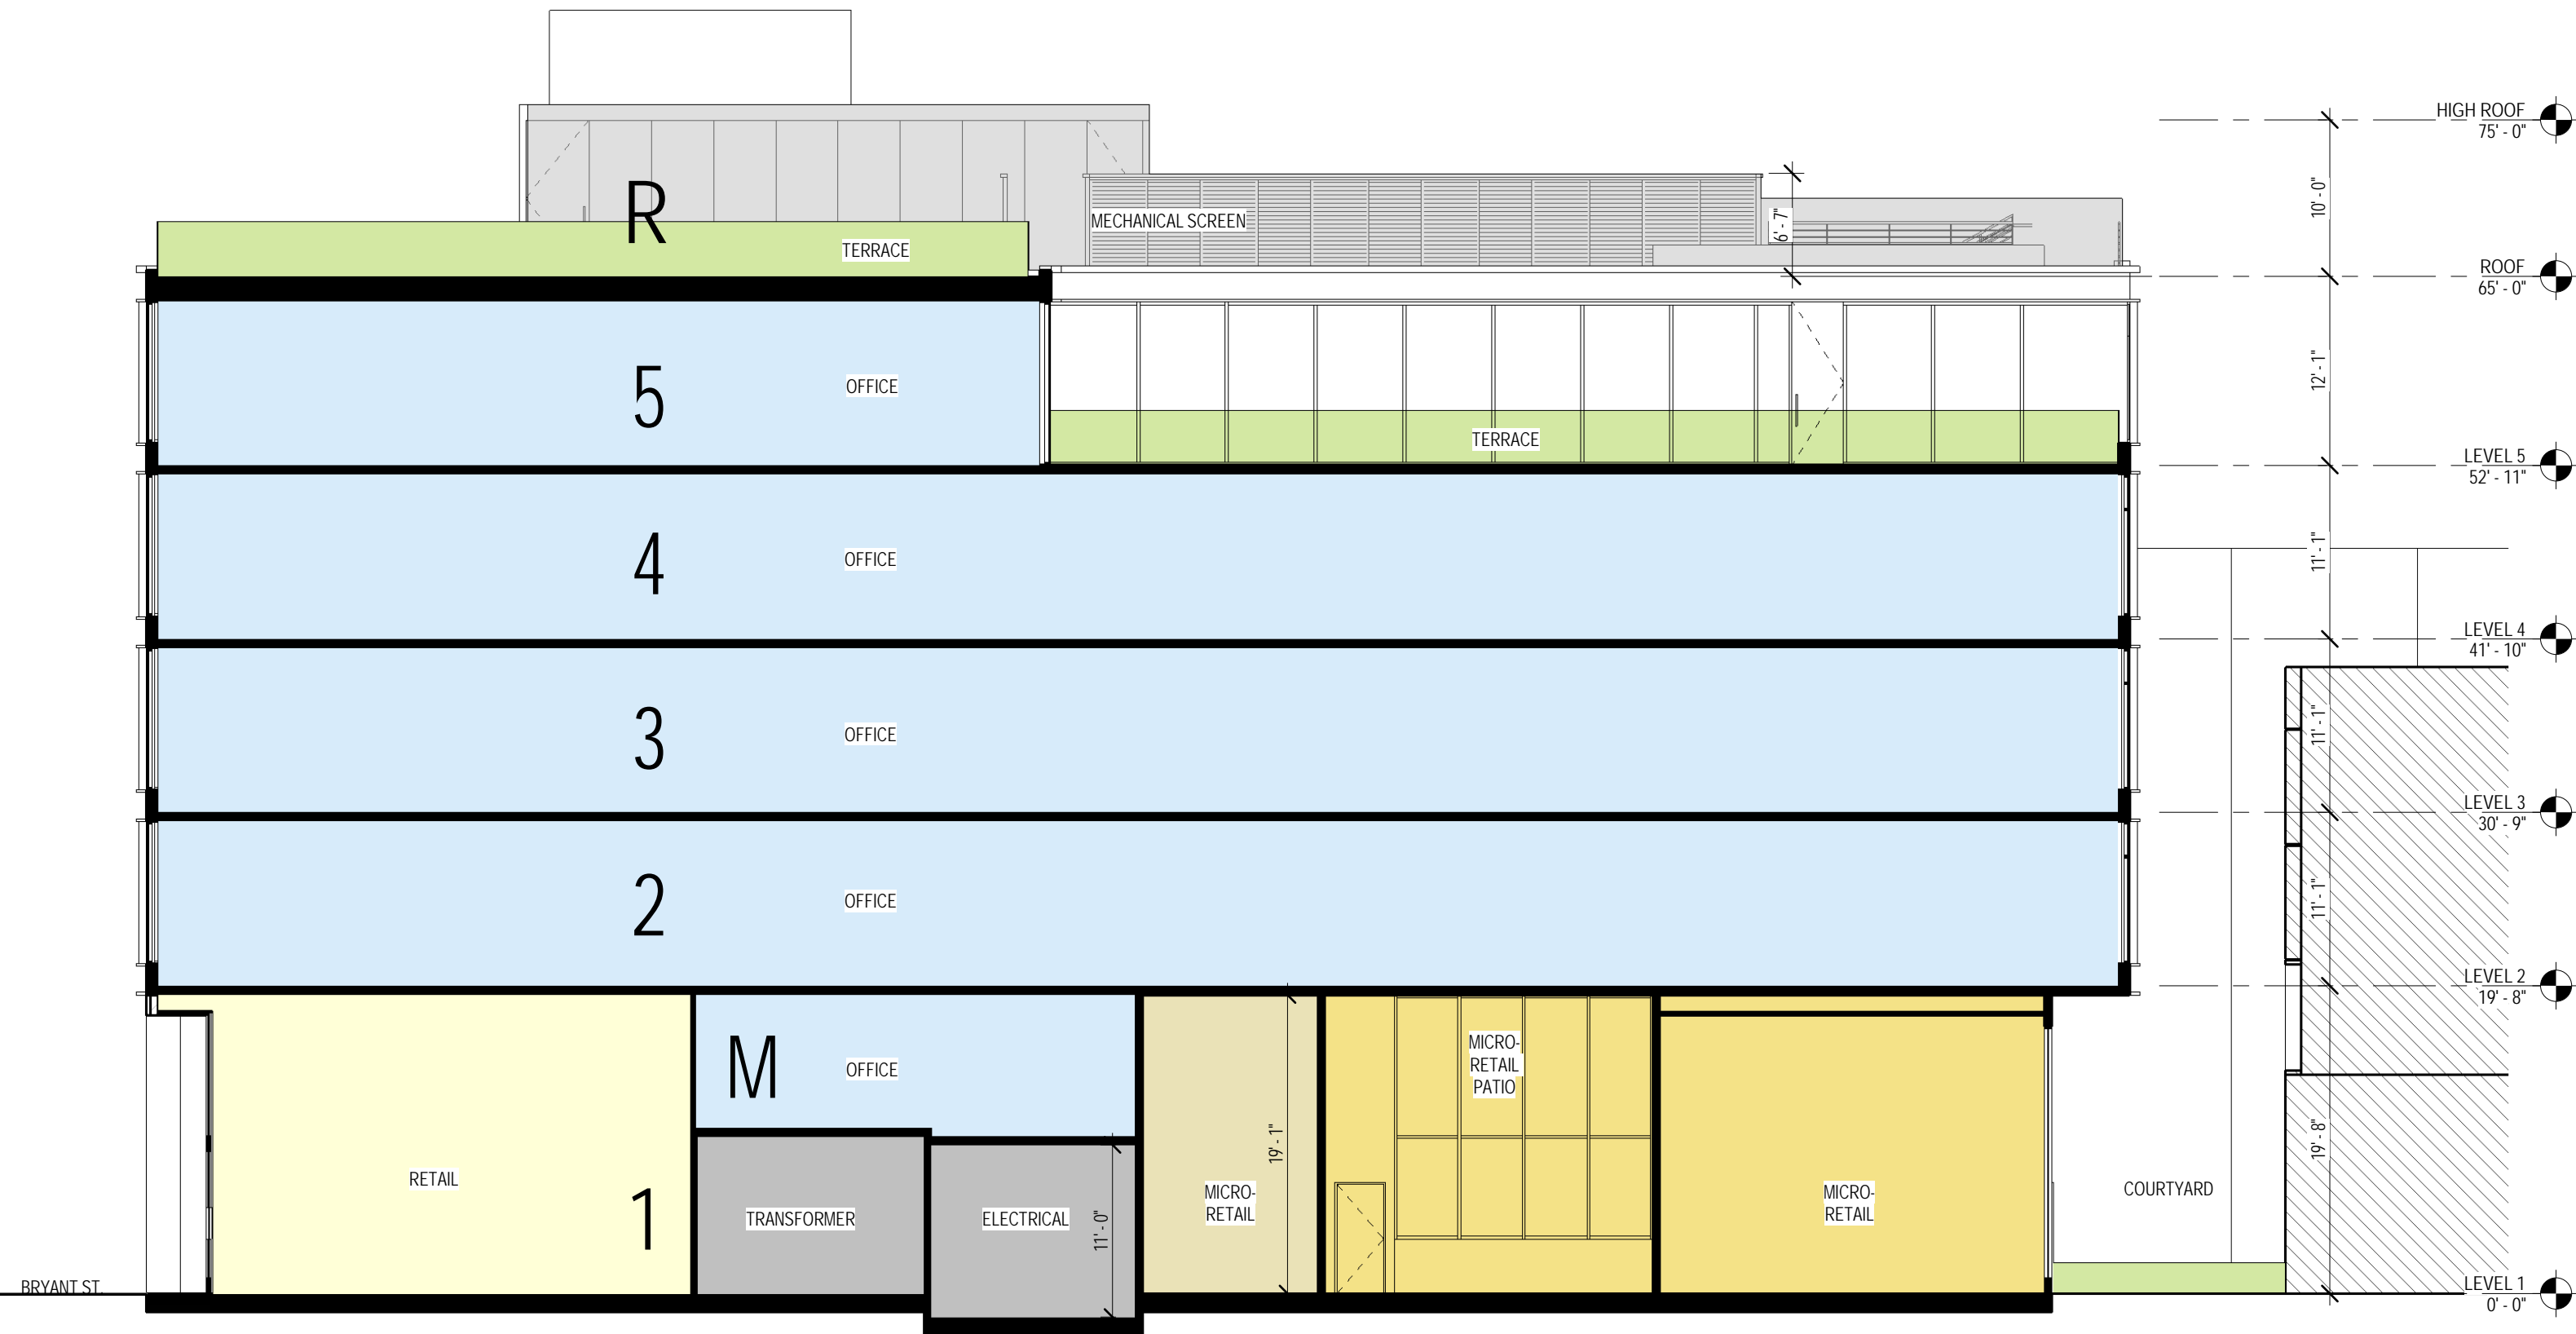 HIGH ROOF
75' - 0"
10' - 0"
R
MECHANICAL SCREEN
6' - 7"
TERRACE
ROOF
65' - 0"
5
OFFICE
12' - 1"
TERRACE
LEVEL 5
52' - 11"
4
OFFICE
11' - 1"
LEVEL 4
41' - 10"
3
OFFICE
11' - 1"
LEVEL 3
30' - 9"
2
OFFICE
11' - 1"
LEVEL 2
19' - 8"
M
OFFICE
MICRO-
RETAIL
PATIO
19' - 1"
19' - 8"
RETAIL
1
TRANSFORMER
ELECTRICAL
11' - 0"
MICRO-
RETAIL
MICRO-
RETAIL
COURTYARD
BRYANT ST.
LEVEL 1
0' - 0"